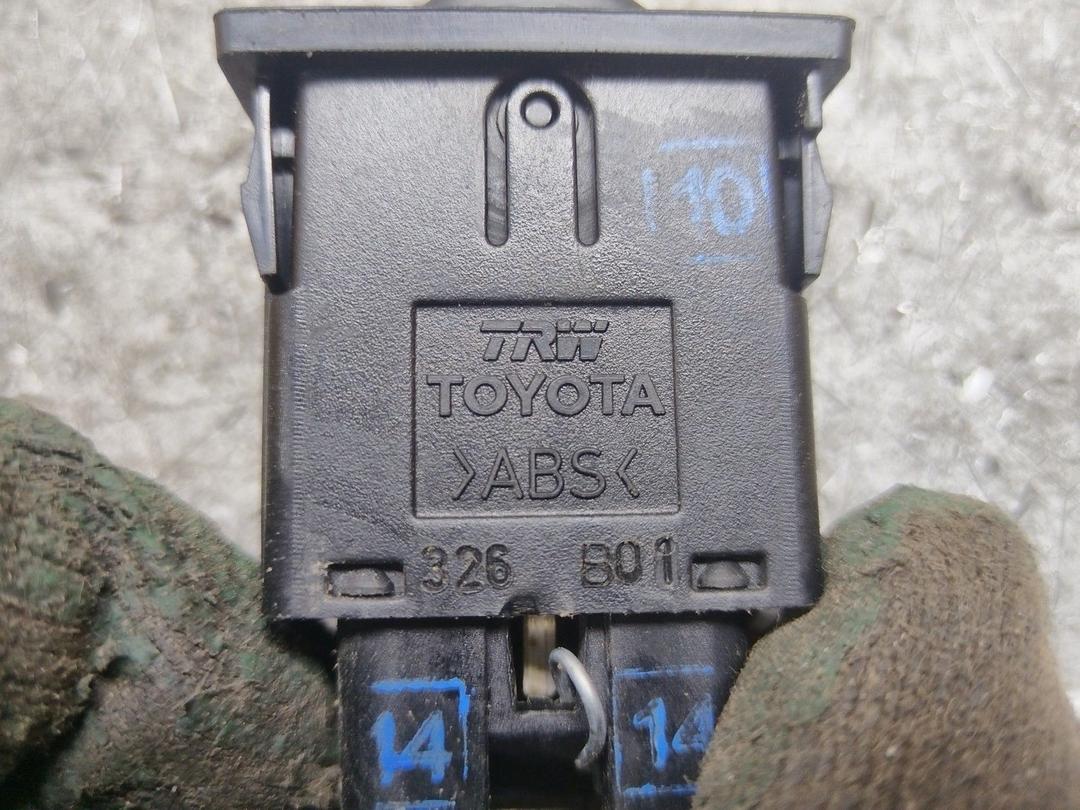 10
TRW
TOYOTA
>ABS<
326 B01
14 14